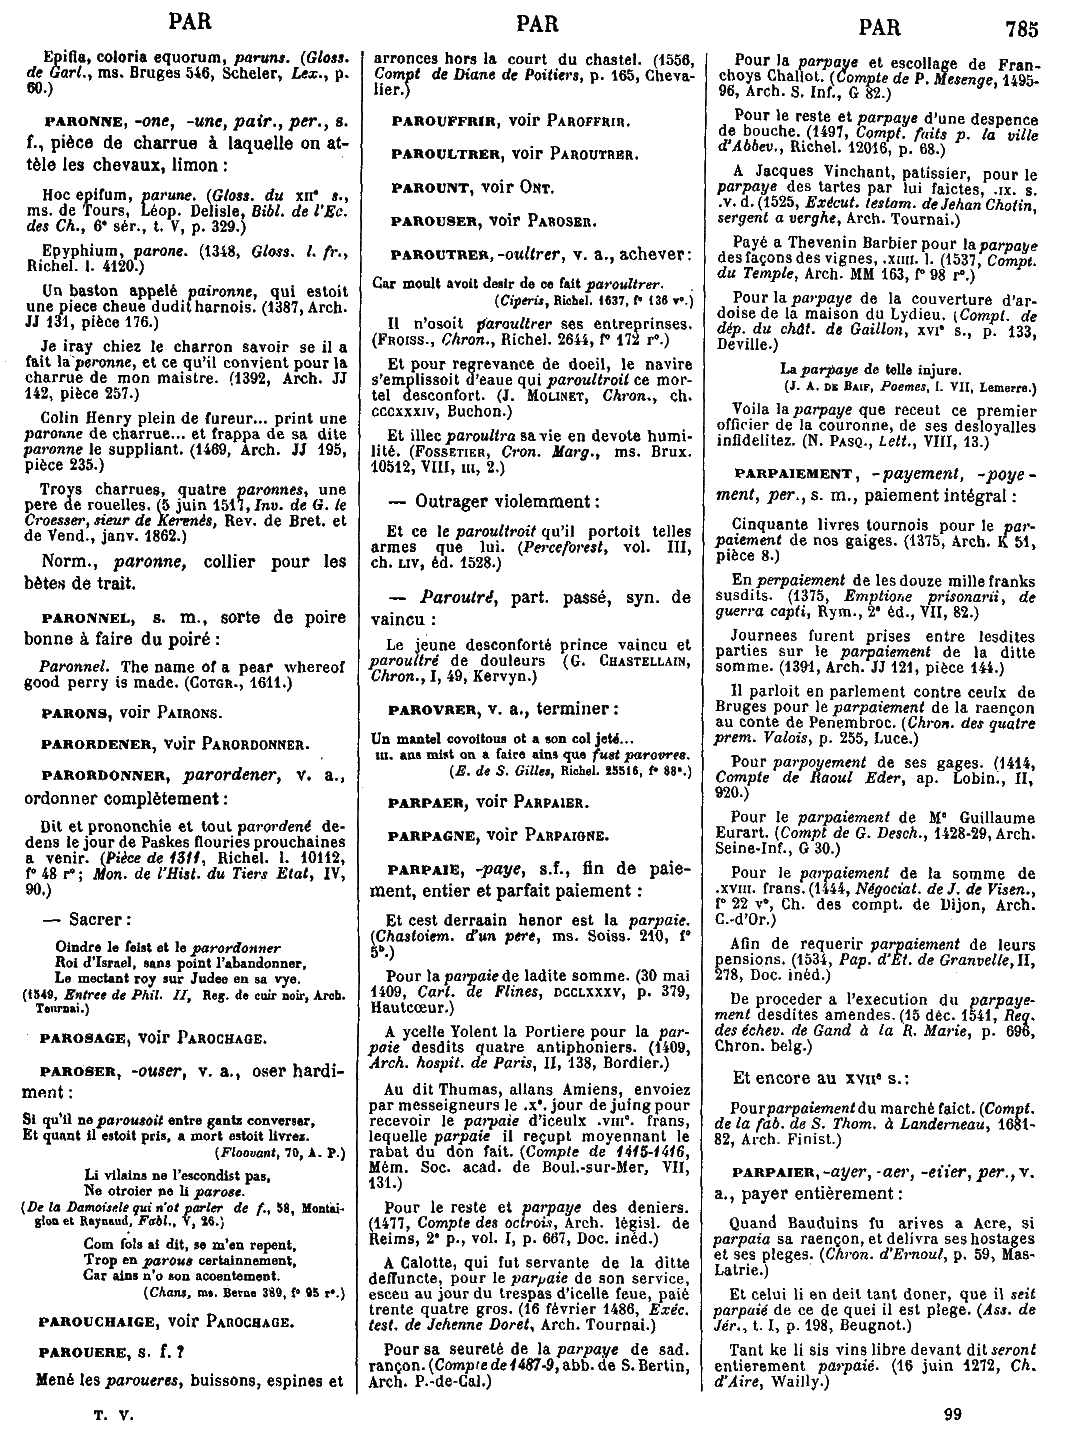 PAR
PAR
PAR 785
Epifia, coloria equorum, paruns. (Gloss.
de Garl., ms. Bruges 546, Scheler, Lex., p.
60.)
PARONNE, -one, -une, pair., per., s.
f., pièce de charrue à laquelle on at-
tèle les chevaux, limon :
Hoc epifum, parune. (Gloss. du XIIe s.,
ms. de Tours, Léop. Delisle, Bibl. de l'Ec.
des Ch., 6e sér., t. V, p. 329.)
Epyphium, parone. (1348, Gloss. l. fr.,
Richel. l. 4120.)
Un baston appelé paironne, qui estoit
une piece cheue dudit harnois. (1387, Arch.
JJ 131, pièce 176.)
Je iray chiez le charron savoir se il a
fait la peronne, et ce qu'il convient pour la
charrue de mon maistre. (1392, Arch. JJ
142, pièce 257.)
Colin Henry plein de fureur... print une
paronne de charrue... et frappa de sa dite
paronne le suppliant. (1469, Arch. JJ 195,
pièce 235.)
Troys charrues, quatre paronnes, une
pere de rouelles. (5 juin 1517, Inv. de G. le
Croesser, sieur de Kerenés, Rev. de Bret. et
de Vend., janv. 1862.)
Norm., paronne, collier pour les
bêtes de trait.
PARONNEL, s. m., sorte de poire
bonne à faire du poiré :
Paronnel. The name of a pear whereof
good perry is made. (COTGR., 1611.)
PARONS, voir PAIRONS.
PARORDENER, voir PARORDONNER.
PARORDONNER, parordener, v. a.,
ordonner complètement :
Dit et prononchie et tout parordené de-
dens le jour de Paskes flouries prouchaines
a venir. (Pièce de 1311, Richel. l. 10112,
f° 48 r°; Mon. de l'Hist. du Tiers Etat, IV,
90.)
— Sacrer :
Oindre le feist et le parordonner
Roi d'Israel, sans point l'abandonner,
Le mectant roy sur Judee en sa vye.
(1549, Entree de Phil. II, Reg. de cuir noir, Arch.
Tournai.)
PAROSAGE, voir PAROCHAGE.
PAROSER, -ouser, v. a., oser hardi-
ment :
Si qu'il ne parousoit entre gantz converser,
Et quant il estoit pris, a mort estoit livrez.
(Floovant, 70, A. P.)
Li vilains ne l'escondist pas,
Ne otroier ne li parose.
(De la Damoisele qui n'ot parler de f., 58, Montai-
glon et Raynaud, Fabl., V, 26.)
Com fols ai dit, se m'en repent,
Trop en parous certainnement,
Car ains n'o son acoentement.
(Chans, ms. Berne 389, f° 95 r°.)
PAROUCHAIGE, voir PAROCHAGE.
PAROUERE, s. f. ?
Mené les paroueres, buissons, espines et
T. V.
arronces hors la court du chastel. (1556,
Compt de Diane de Poitiers, p. 165, Cheva-
lier.)
PAROUFFRIR, voir PAROFFRIR.
PAROULTRER, voir PAROUTRER.
PAROUNT, voir ONT.
PAROUSER, voir PAROSER.
PAROUTRER, -oultrer, v. a., achever :
Car moult avoit desir de ce fait paroultrer.
(Ciperis, Richel. 1637, f° 136 v°.)
Il n'osoit paroultrer ses entreprinses.
(FROISS., Chron., Richel. 2644, f° 172 r°.)
Et pour regrevance de doeil, le navire
s'emplissoit d'eaue qui paroultroit ce mor-
tel desconfort. (J. MOLINET, Chron., ch.
CCCXXXIV, Buchon.)
Et illec paroultra sa vie en devote humi-
lité. (FOSSETIER, Cron. Marg., ms. Brux.
10512, VIII, III, 2.)
— Outrager violemment :
Et ce le paroultroit qu'il portoit telles
armes que lui. (Perceforest, vol. III,
ch. LIV, éd. 1528.)
— Paroutré, part. passé, syn. de
vaincu :
Le jeune desconforté prince vaincu et
paroultré de douleurs (G. CHASTELLAIN,
Chron., I, 49, Kervyn.)
PAROVRER, v. a., terminer :
Un mantel covoitous ot a son col jeté...
III. ans mist on a faire ains que fust parovres.
(E. de S. Gilles, Richel. 25516, f° 88a.)
PARPAER, voir PARPAIER.
PARPAGNE, voir PARPAIGNE.
PARPAIE, -paye, s.f., fin de paie-
ment, entier et parfait paiement :
Et cest derraain henor est la parpaie.
(Chastoiem. d'un pere, ms. Soiss. 210, f°
5b.)
Pour la parpaie de ladite somme. (30 mai
1409, Cart. de Flines, DCCLXXXV, p. 379,
Hautcœur.)
A ycelle Yolent la Portiere pour la par-
paie desdits quatre antiphoniers. (1409,
Arch. hospit. de Paris, II, 138, Bordier.)
Au dit Thumas, allans Amiens, envoiez
par messeigneurs le .xe. jour de juing pour
recevoir le parpaie d'iceulx .VIIIc. frans,
lequelle parpaie il reçupt moyennant le
rabat du don fait. (Compte de 1415-1416,
Mém. Soc. acad. de Boul.-sur-Mer, VII,
131.)
Pour le reste et parpaye des deniers.
(1477, Compte des octrois, Arch. législ. de
Reims, 2e p., vol. I, p. 667, Doc. inéd.)
A Calotte, qui fut servante de la ditte
deffuncte, pour le parpaie de son service,
esceu au jour du trespas d'icelle feue, paié
trente quatre gros. (16 février 1486, Exéc.
test. de Jehenne Doret, Arch. Tournai.)
Pour sa seureté de la parpaye de sad.
rançon. (Compte de 1487-9, abb. de S. Bertin,
Arch. P.-de-Cal.)
Pour la parpaye et escollage de Fran-
choys Challot. (Compte de P. Mesenge, 1495-
96, Arch. S. Inf., G 82.)
Pour le reste et parpaye d'une despence
de bouche. (1497, Compt. faits p. la ville
d'Abbev., Richel. 12016, p. 68.)
A Jacques Vinchant, patissier, pour le
parpaye des tartes par lui faictes, .IX. s.
.V. d. (1525, Exécut. testam. de Jehan Chotin,
sergent a verghe, Arch. Tournai.)
Payé a Thevenin Barbier pour la parpaye
des façons des vignes, .XIIII. l. (1537, Compt.
du Temple, Arch. MM 163, f° 98 r°.)
Pour la parpaye de la couverture d'ar-
doise de la maison du Lydieu. (Compt. de
dép. du chât. de Gaillon, XVIe s., p. 133,
Deville.)
La parpaye de telle injure.
(J. A. DE BAIF, Poemes, l. VII, Lemerre.)
Voila la parpaye que receut ce premier
officier de la couronne, de ses desloyalles
infidelitez. (N. PASQ., Lett., VIII, 13.)
PARPAIEMENT, -payement, -poye-
ment, per., s. m., paiement intégral :
Cinquante livres tournois pour le par-
paiement de nos gaiges. (1375, Arch. K 51,
pièce 8.)
En perpaiement de les douze mille franks
susdits. (1375, Emptione prisonarii, de
guerra capti, Rym., 2e éd., VII, 82.)
Journees furent prises entre lesdites
parties sur le parpaiement de la ditte
somme. (1391, Arch. JJ 121, pièce 144.)
Il parloit en parlement contre ceulx de
Bruges pour le parpaiement de la raençon
au conte de Penembroc. (Chron. des quatre
prem. Valois, p. 255, Luce.)
Pour parpoyement de ses gages. (1414,
Compte de Raoul Eder, ap. Lobin., II,
920.)
Pour le parpaiement de Me Guillaume
Eurart. (Compt de G. Desch., 1428-29, Arch.
Seine-Inf., G 30.)
Pour le parpaiement de la somme de
.XVIII. frans. (1444, Négociat. de J. de Visen.,
f° 22 v°, Ch. des compt. de Dijon, Arch.
C.-d'Or.)
Afin de requerir parpaiement de leurs
pensions. (1534, Pap. d'Et. de Granvelle, II,
278, Doc. inéd.)
De proceder a l'execution du parpaye-
ment desdites amendes. (15 déc. 1541, Reg.
des échev. de Gand à la R. Marie, p. 696,
Chron. belg.)
Et encore au XVIIe s. :
Pour parpaiement du marché faict. (Compt.
de la fab. de S. Thom. à Landerneau, 1681-
82, Arch. Finist.)
PARPAIER, -ayer, -aer, -eiier, per., v.
a., payer entièrement :
Quand Bauduins fu arives a Acre, si
parpaia sa raençon, et delivra ses hostages
et ses pleges. (Chron. d'Ernoul, p. 59, Mas-
Latrie.)
Et celui li en deit tant doner, que il seit
parpaié de ce de quei il est plege. (Ass. de
Jér., t. I, p. 198, Beugnot.)
Tant ke li sis vins libre devant dit seront
entierement parpaié. (16 juin 1272, Ch.
d'Aire, Wailly.)
99